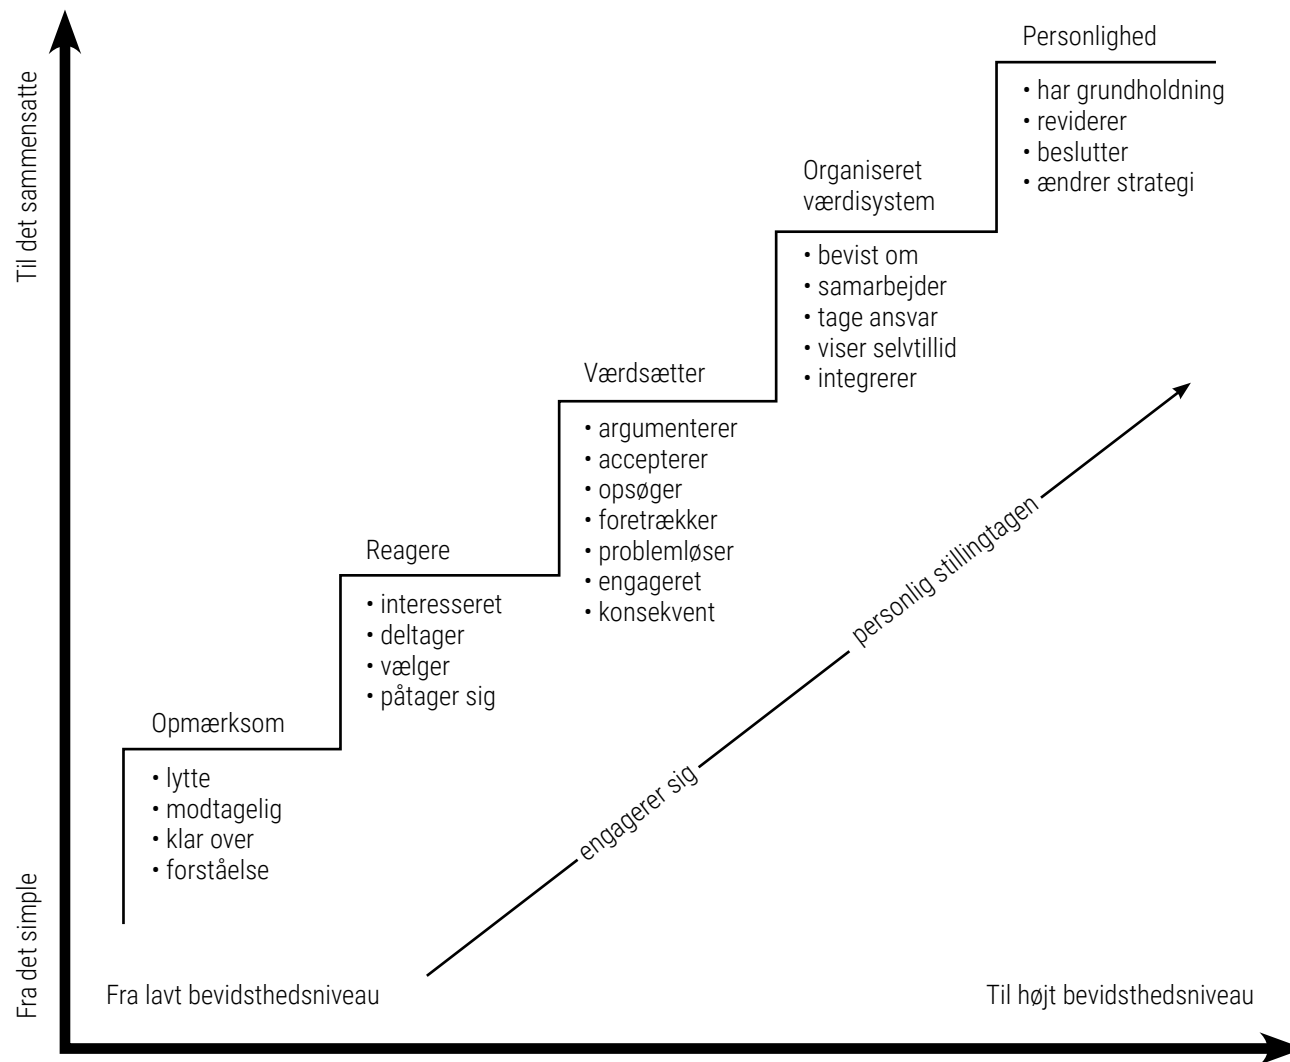 Personlighed
• har grundholdning
• reviderer
• beslutter
• ændrer strategi
Organiseret
værdisystem
• bevist om
• samarbejder
• tage ansvar
• viser selvtillid
• integrerer
Værdsætter
• argumenterer
• accepterer
• opsøger
• foretrækker
• problemløser
• engageret
• konsekvent
Reagere
• interesseret
• deltager
• vælger
• påtager sig
Opmærksom
• lytte
• modtagelig
• klar over
• forståelse
engagerer sig
personlig stillingtagen
Til det sammensatte
Fra det simple
Fra lavt bevidsthedsniveau
Til højt bevidsthedsniveau